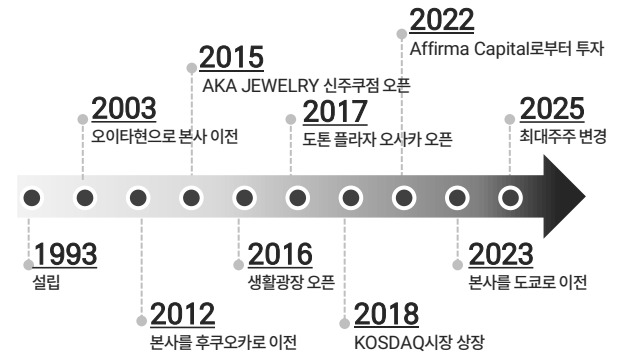 2022
Affirma Capital로부터 투자
2015
AKA JEWELRY 신주쿠점 오픈
2003
오이타현으로 본사 이전
2017
도톤 플라자 오사카 오픈
2025
최대주주 변경
1993
설립
2016
생활광장 오픈
2023
본사를 도쿄로 이전
2012
본사를 후쿠오카로 이전
2018
KOSDAQ시장 상장